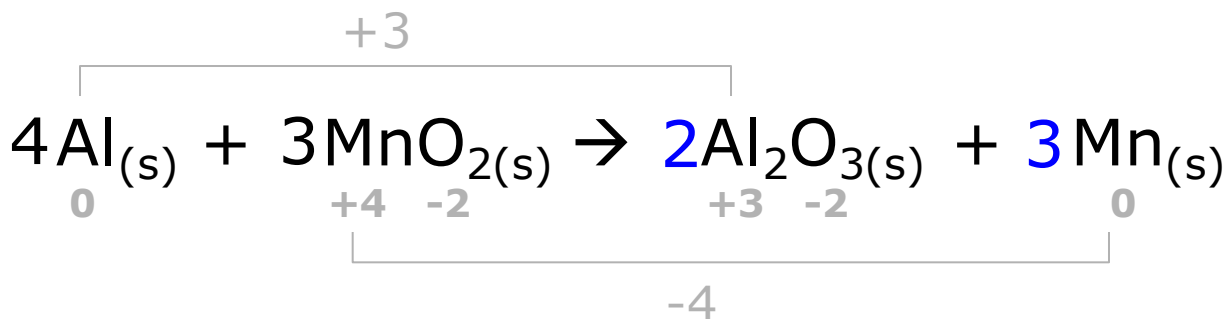 +3
4Al(s) + 3MnO2(s) → 2Al2O3(s) + 3Mn(s)
0 +4 -2 +3 -2 0
-4